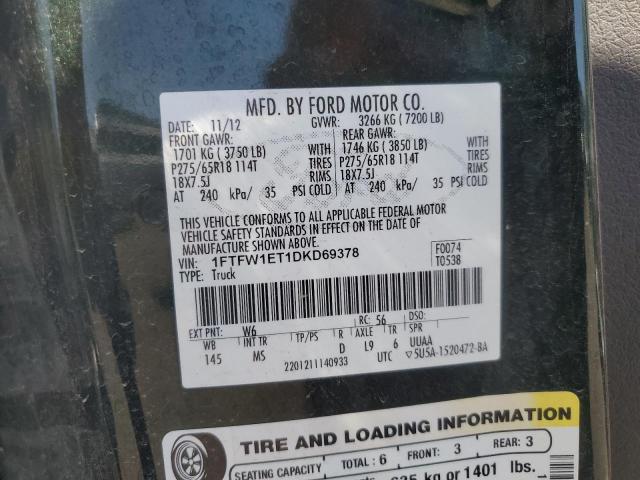 MFD. BY FORD MOTOR CO.
DATE: 11/12 GVWR: 3266 KG ( 7200 LB)
FRONT GAWR: REAR GAWR:
1701 KG ( 3750 LB) WITH 1746 KG ( 3850 LB) WITH
P275/65R18 114T TIRES P275/65R18 114T TIRES
18X7.5J RIMS 18X7.5J RIMS
AT 240 kPa/ 35 PSI COLD AT 240 kPa/ 35 PSI COLD
THIS VEHICLE CONFORMS TO ALL APPLICABLE FEDERAL MOTOR
VEHICLE SAFETY STANDARDS IN EFFECT ON THE DATE OF
MANUFACTURE SHOWN ABOVE.
VIN: 1FTFW1ET1DKD69378 F0074
TYPE: Truck T0538
EXT PNT: W6 RC: 56 DSO:
WB INT TR TP/PS R AXLE TR SPR
145 MS D L9 6 UUAA
2201211140933 UTC 5U5A-1520472-BA
TIRE AND LOADING INFORMATION
SEATING CAPACITY TOTAL: 6 FRONT: 3 REAR: 3
635 kg or 1401 lbs.